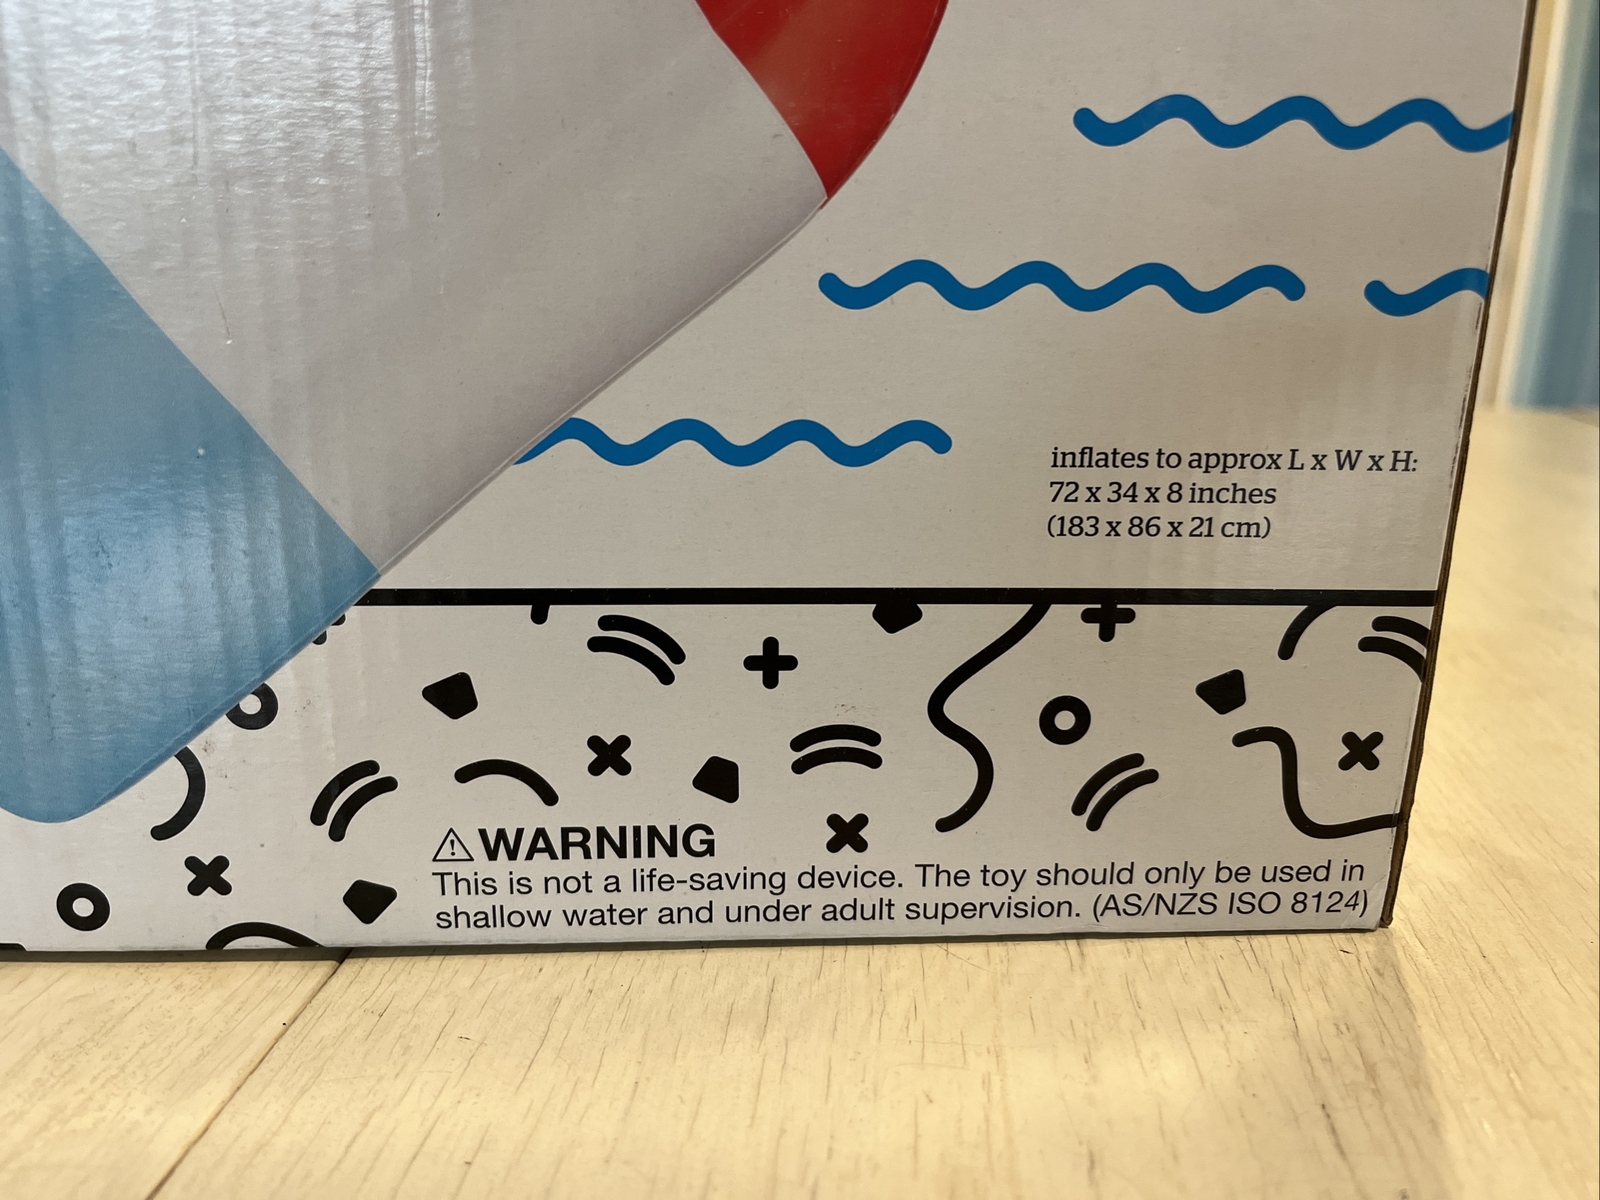 inflates to approx L x W x H:
72 x 34 x 8 inches
(183 x 86 x 21 cm)
⚠WARNING
This is not a life-saving device. The toy should only be used in
shallow water and under adult supervision. (AS/NZS ISO 8124)